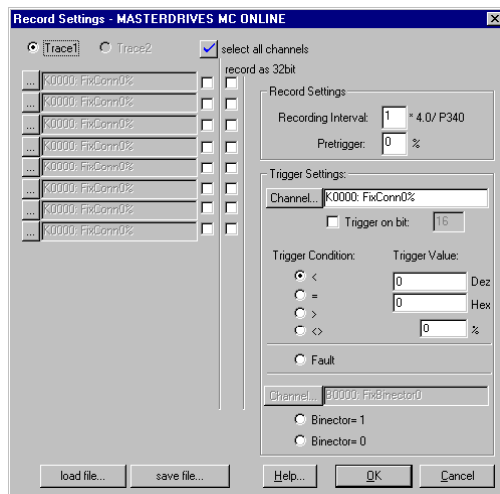 Record Settings - MASTERDRIVES MC ONLINE
Trace1
Trace2
select all channels
record as 32bit
... K0000: FixConn0%
... K0000: FixConn0%
... K0000: FixConn0%
... K0000: FixConn0%
... K0000: FixConn0%
... K0000: FixConn0%
... K0000: FixConn0%
... K0000: FixConn0%
Record Settings
Recording Interval: 1 * 4.0/ P340
Pretrigger: 0 %
Trigger Settings:
Channel... K0000: FixConn0%
Trigger on bit: 16
Trigger Condition:
Trigger Value:
<
=
>
<>
0 Dez
0 Hex
0 %
Fault
Channel... B0000: FixBinector0
Binector= 1
Binector= 0
load file...
save file...
Help...
OK
Cancel